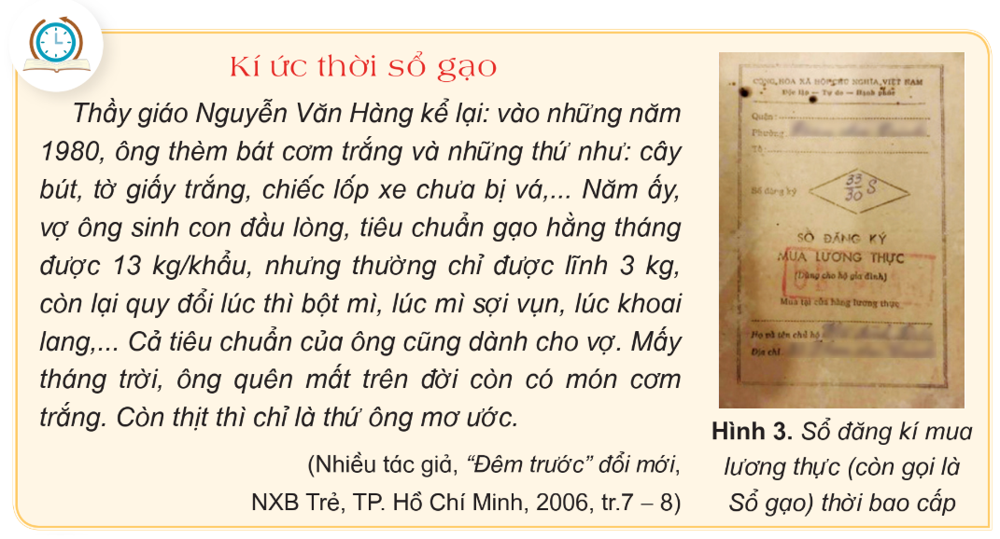 Kí ức thời sổ gạo
Thầy giáo Nguyễn Văn Hàng kể lại: vào những năm
1980, ông thèm bát cơm trắng và những thứ như: cây
bút, tờ giấy trắng, chiếc lốp xe chưa bị vá,... Năm ấy,
vợ ông sinh con đầu lòng, tiêu chuẩn gạo hằng tháng
được 13 kg/khẩu, nhưng thường chỉ được lĩnh 3 kg,
còn lại quy đổi lúc thì bột mì, lúc mì sợi vụn, lúc khoai
lang,... Cả tiêu chuẩn của ông cũng dành cho vợ. Mấy
tháng trời, ông quên mất trên đời còn có món cơm
trắng. Còn thịt thì chỉ là thứ ông mơ ước.
(Nhiều tác giả, “Đêm trước” đổi mới,
NXB Trẻ, TP. Hồ Chí Minh, 2006, tr.7 – 8)
CỘNG HÒA XÃ HỘI CHỦ NGHĨA VIỆT NAM
Độc lập — Tự do — Hạnh phúc
Quận:
Phường
Tổ:
Số đăng ký
33
30 S
SỔ ĐĂNG KÝ
MUA LƯƠNG THỰC
(Dùng cho hộ gia đình)
Mua tại cửa hàng lương thực
Họ và tên chủ hộ
Địa chỉ
Hình 3. Sổ đăng kí mua
lương thực (còn gọi là
Sổ gạo) thời bao cấp